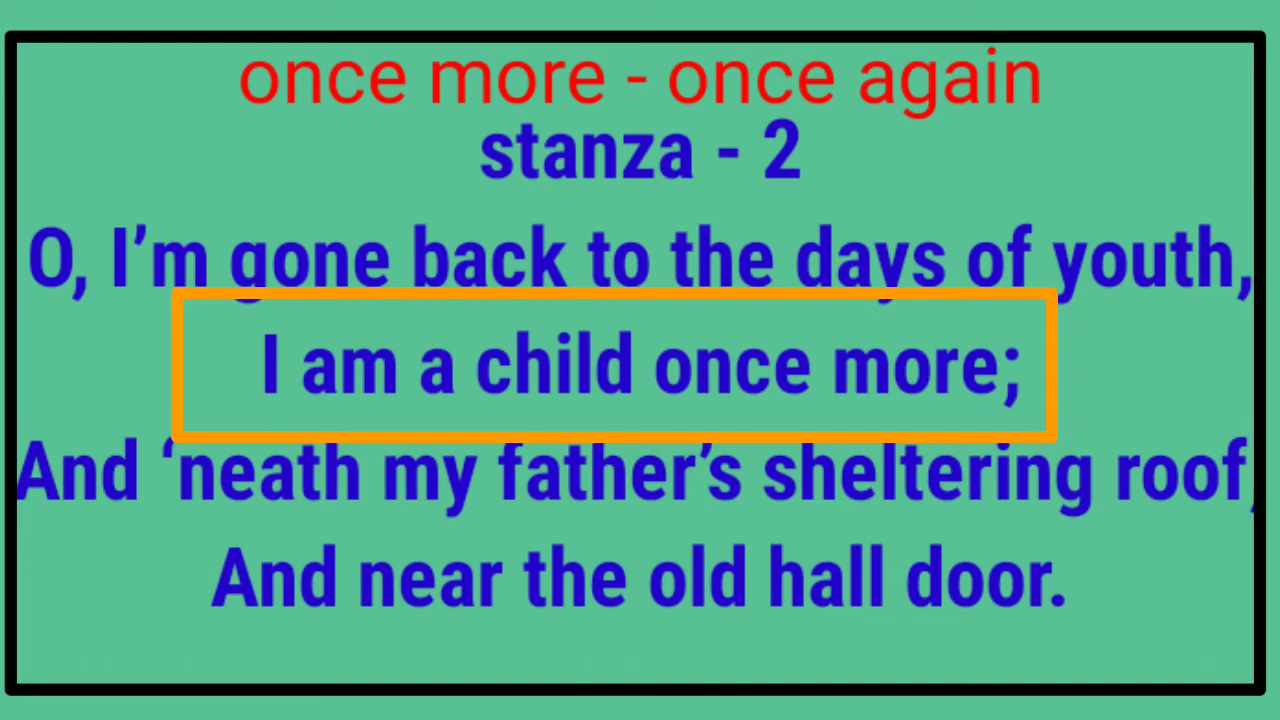 once more - once again
stanza - 2
O, I’m gone back to the days of youth,
I am a child once more;
And ‘neath my father’s sheltering roof,
And near the old hall door.